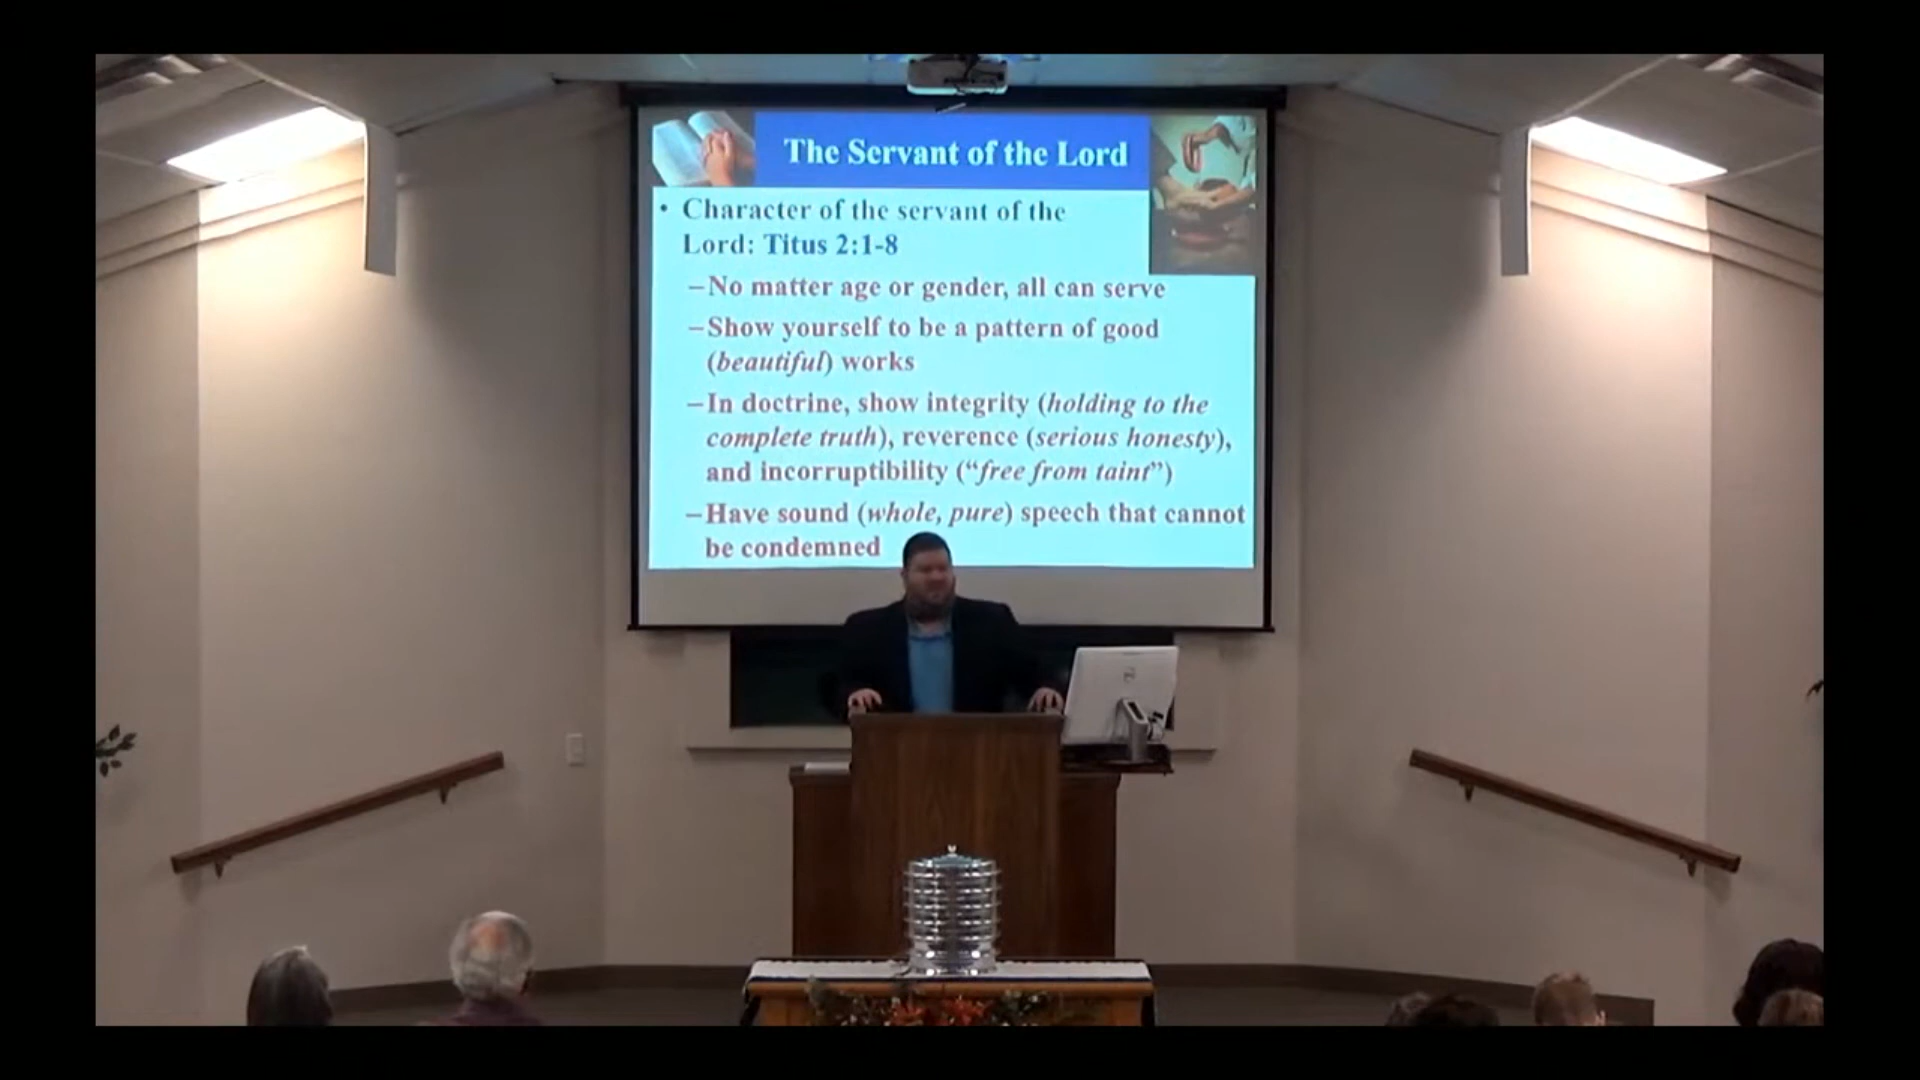 The Servant of the Lord
• Character of the servant of the
Lord: Titus 2:1-8
–No matter age or gender, all can serve
–Show yourself to be a pattern of good
(beautiful) works
–In doctrine, show integrity (holding to the
complete truth), reverence (serious honesty),
and incorruptibility (“free from taint”)
–Have sound (whole, pure) speech that cannot
be condemned